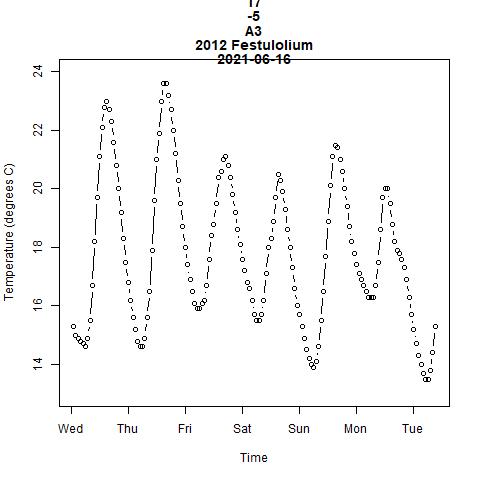 17
-5
A3
2012 Festulolium
2021-06-16
24
22
20
18
16
14
Temperature (degrees C)
Wed Thu Fri Sat Sun Mon Tue
Time